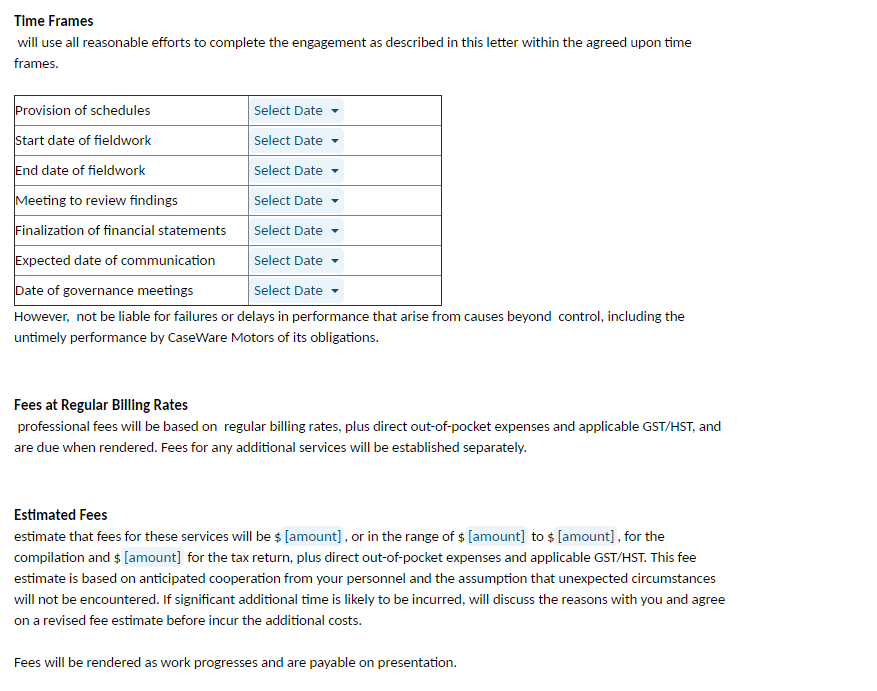 Time Frames
will use all reasonable efforts to complete the engagement as described in this letter within the agreed upon time
frames.
Provision of schedules Select Date
Start date of fieldwork Select Date
End date of fieldwork Select Date
Meeting to review findings Select Date
Finalization of financial statements Select Date
Expected date of communication Select Date
Date of governance meetings Select Date
However, not be liable for failures or delays in performance that arise from causes beyond control, including the
untimely performance by CaseWare Motors of its obligations.
Fees at Regular Billing Rates
professional fees will be based on regular billing rates, plus direct out-of-pocket expenses and applicable GST/HST, and
are due when rendered. Fees for any additional services will be established separately.
Estimated Fees
estimate that fees for these services will be $ [amount] , or in the range of $ [amount] to $ [amount] , for the
compilation and $ [amount] for the tax return, plus direct out-of-pocket expenses and applicable GST/HST. This fee
estimate is based on anticipated cooperation from your personnel and the assumption that unexpected circumstances
will not be encountered. If significant additional time is likely to be incurred, will discuss the reasons with you and agree
on a revised fee estimate before incur the additional costs.
Fees will be rendered as work progresses and are payable on presentation.